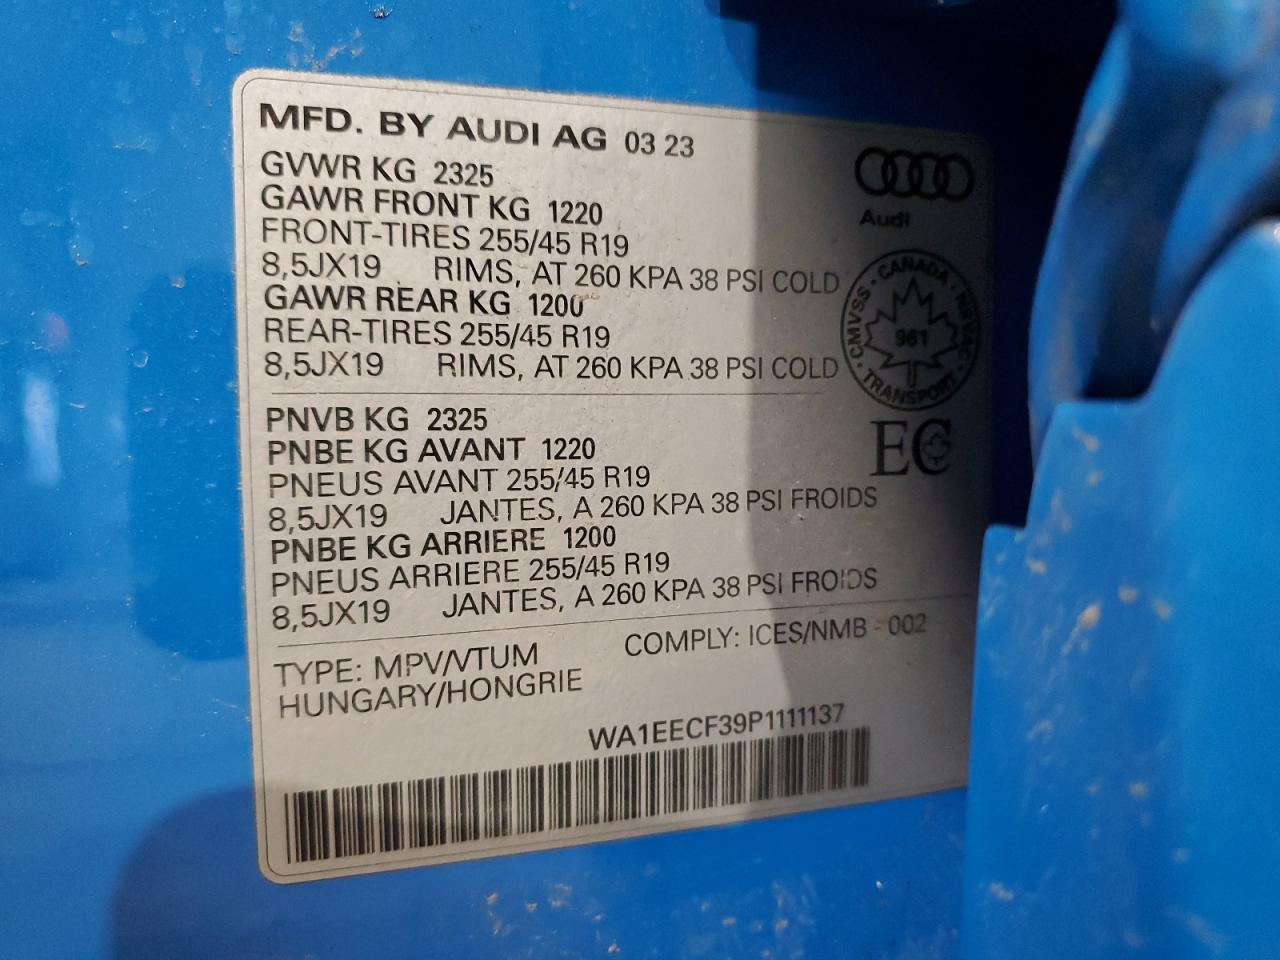 MFD. BY AUDI AG 03 23
GVWR KG 2325
GAWR FRONT KG 1220
FRONT-TIRES 255/45 R19
8,5JX19 RIMS, AT 260 KPA 38 PSI COLD
GAWR REAR KG 1200
REAR-TIRES 255/45 R19
8,5JX19 RIMS, AT 260 KPA 38 PSI COLD
Audi
CANADA · NSVAC · TRANSPORT · CMVSS
961
EC
PNVB KG 2325
PNBE KG AVANT 1220
PNEUS AVANT 255/45 R19
8,5JX19 JANTES, A 260 KPA 38 PSI FROIDS
PNBE KG ARRIERE 1200
PNEUS ARRIERE 255/45 R19
8,5JX19 JANTES, A 260 KPA 38 PSI FROIDS
TYPE: MPV/VTUM COMPLY: ICES/NMB - 002
HUNGARY/HONGRIE
WA1EECF39P1111137